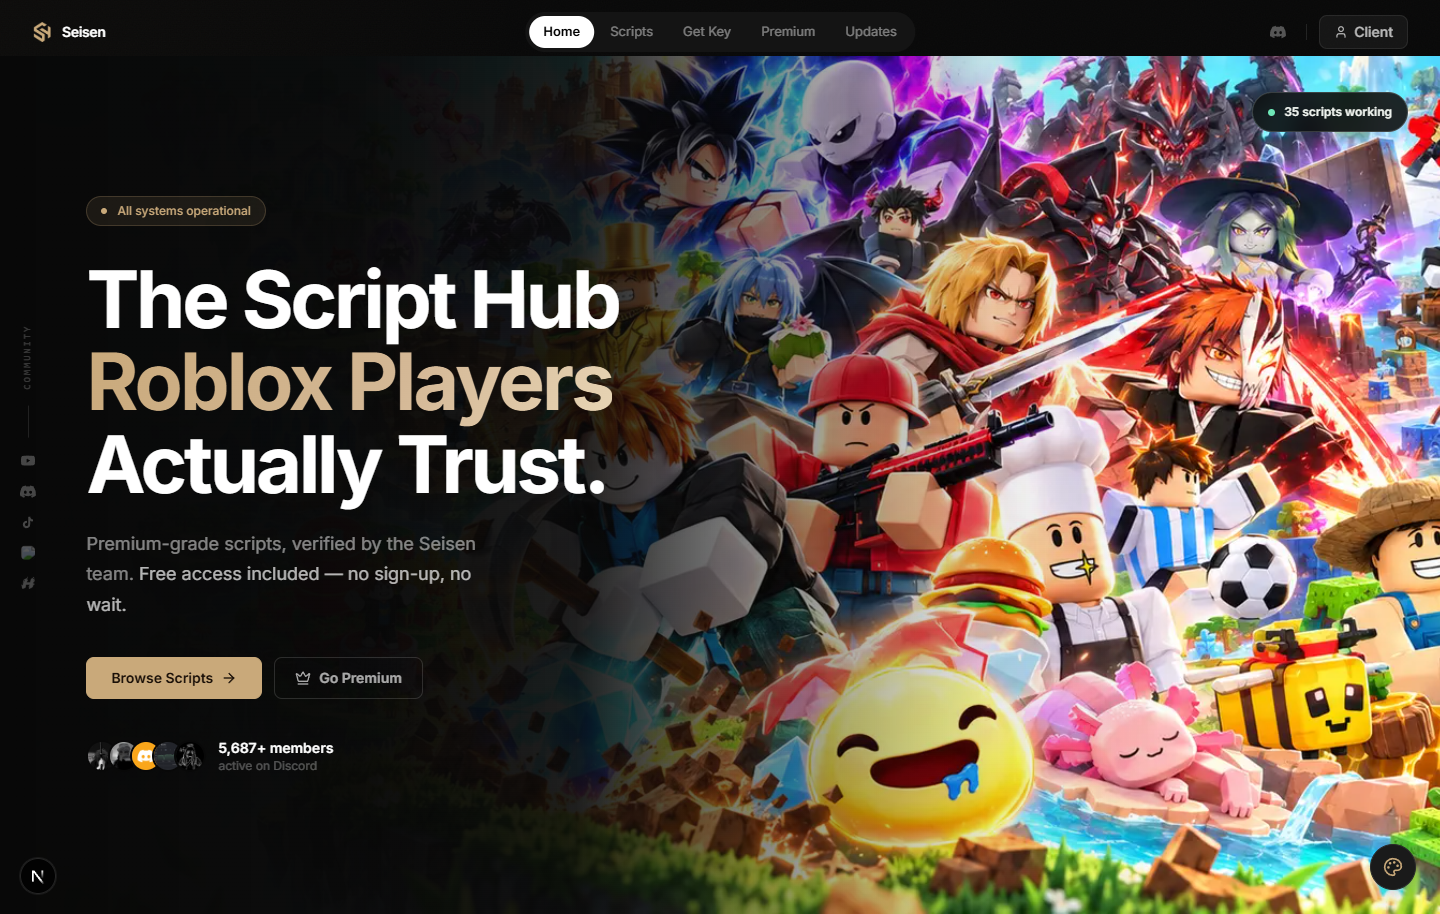 Seisen
Home
Scripts
Get Key
Premium
Updates
Client
35 scripts working
All systems operational
The Script Hub
Roblox Players
Actually Trust.
COMMUNITY
Premium-grade scripts, verified by the Seisen
team. Free access included — no sign-up, no
wait.
Browse Scripts
Go Premium
5,687+ members
active on Discord
N